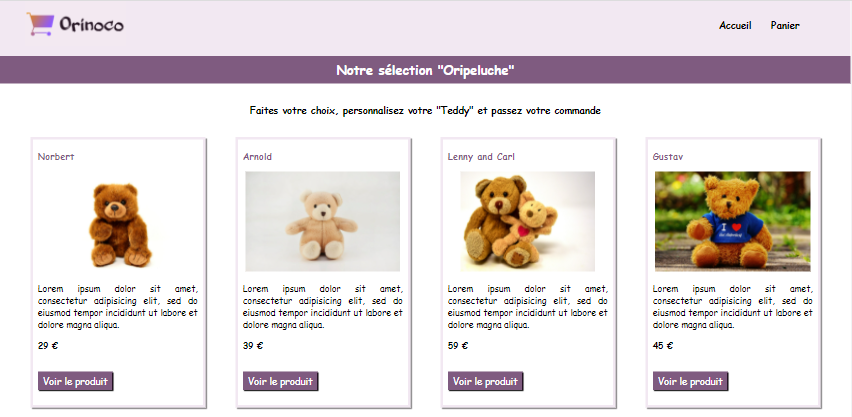 Orinoco
Accueil Panier
Notre sélection "Oripeluche"
Faites votre choix, personnalisez votre "Teddy" et passez votre commande
Norbert
Lorem ipsum dolor sit amet,
consectetur adipisicing elit, sed do
eiusmod tempor incididunt ut labore et
dolore magna aliqua.
29 €
Voir le produit
Arnold
Lorem ipsum dolor sit amet,
consectetur adipisicing elit, sed do
eiusmod tempor incididunt ut labore et
dolore magna aliqua.
39 €
Voir le produit
Lenny and Carl
Lorem ipsum dolor sit amet,
consectetur adipisicing elit, sed do
eiusmod tempor incididunt ut labore et
dolore magna aliqua.
59 €
Voir le produit
Gustav
I
Lorem ipsum dolor sit amet,
consectetur adipisicing elit, sed do
eiusmod tempor incididunt ut labore et
dolore magna aliqua.
45 €
Voir le produit